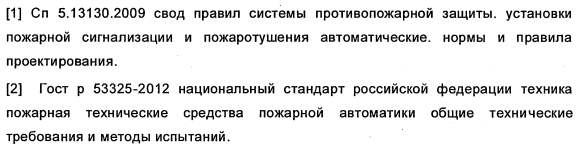 [1] Сп 5.13130.2009 свод правил системы противопожарной защиты. установки
пожарной сигнализации и пожаротушения автоматические. нормы и правила
проектирования.
[2] Гост р 53325-2012 национальный стандарт российской федерации техника
пожарная технические средства пожарной автоматики общие технические
требования и методы испытаний.